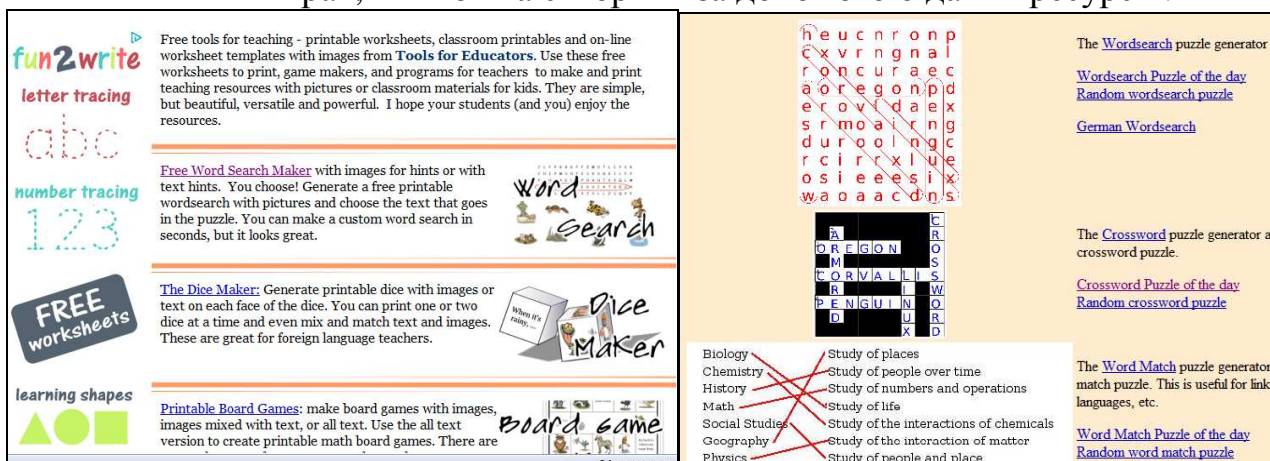 fun2write
letter tracing
abc
number tracing
123
FREE
worksheets
learning shapes
Free tools for teaching - printable worksheets, classroom printables and on-line
worksheet templates with images from Tools for Educators. Use these free
worksheets to print, game makers, and programs for teachers to make and print
teaching resources with pictures or classroom materials for kids. They are simple,
but beautiful, versatile and powerful. I hope your students (and you) enjoy the
resources.
Free Word Search Maker with images for hints or with
text hints. You choose! Generate a free printable
wordsearch with pictures and choose the text that goes
in the puzzle. You can make a custom word search in
seconds, but it looks great.
Word
Search
The Dice Maker: Generate printable dice with images or
text on each face of the dice. You can print one or two
dice at a time and even mix and match text and images.
These are great for foreign language teachers.
When it's
rainy, ...
Dice
Maker
Printable Board Games: make board games with images,
images mixed with text, or all text. Use the all text
version to create printable math board games. There are
Board game
h e u c n r o n p
c x v r n g n a l
r o n c u r a e c
a o r e g o n p d
e r o v l d a e x
s r m o a i r n g
d u r o o l n g c
r c i r r x l u e
o s i e e e s i x
w a o a a c d n s
The Wordsearch puzzle generator
Wordsearch Puzzle of the day
Random wordsearch puzzle
German Wordsearch
OREGON
CORVALLIS
PENGUIN
CROSSWORD
The Crossword puzzle generator a
crossword puzzle.
Crossword Puzzle of the day
Random crossword puzzle
Biology Study of places
Chemistry Study of people over time
History Study of numbers and operations
Math Study of life
Social Studies Study of the interactions of chemicals
Geography Study of the interaction of matter
Physics Study of people and place
The Word Match puzzle generator
match puzzle. This is useful for link
languages, etc.
Word Match Puzzle of the day
Random word match puzzle